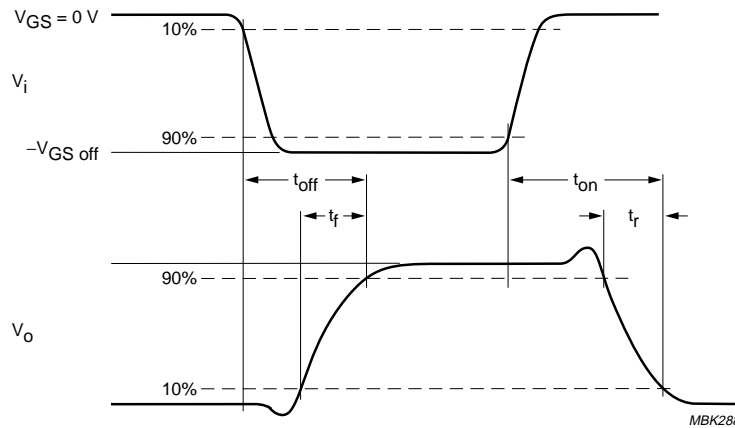 VGS = 0 V
10%
Vi
90%
−VGS off
toff
ton
tf
tr
90%
Vo
10%